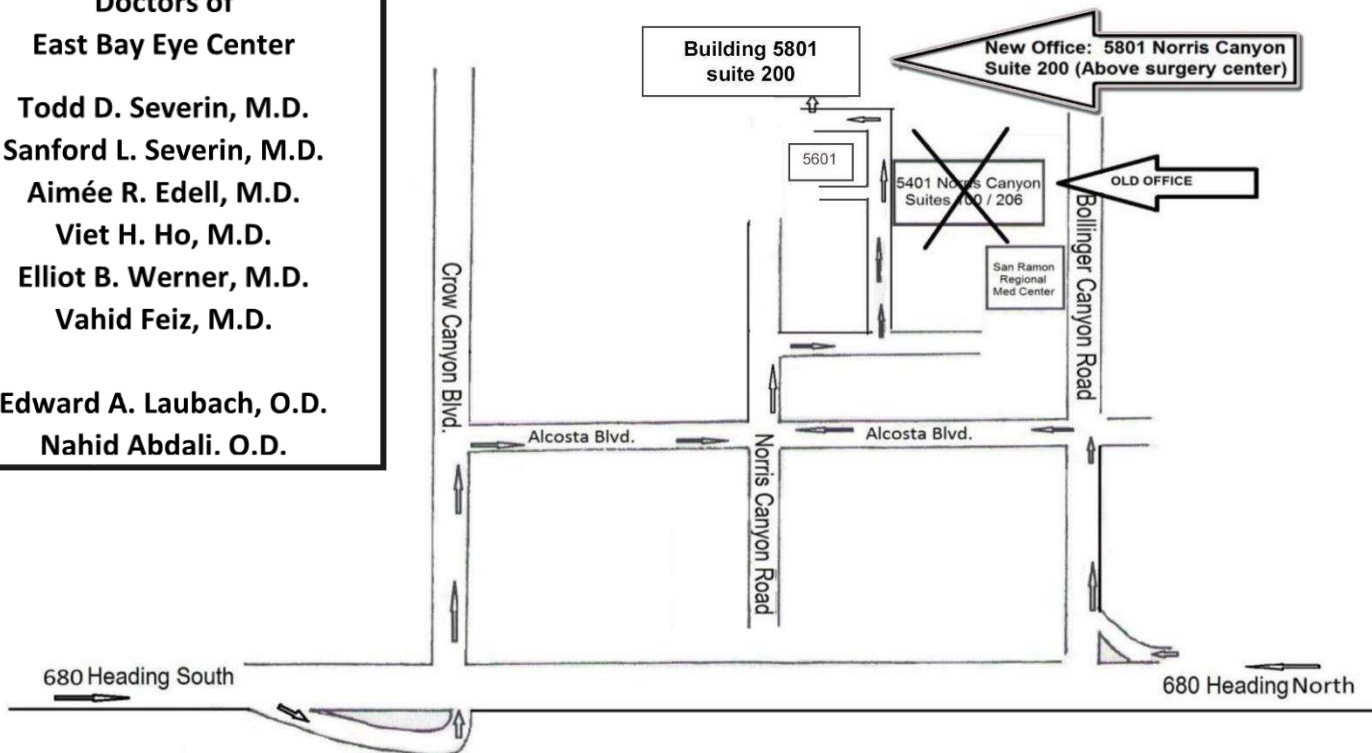 Doctors of
East Bay Eye Center
Todd D. Severin, M.D.
Sanford L. Severin, M.D.
Aimée R. Edell, M.D.
Viet H. Ho, M.D.
Elliot B. Werner, M.D.
Vahid Feiz, M.D.
Edward A. Laubach, O.D.
Nahid Abdali. O.D.
Building 5801
suite 200
New Office: 5801 Norris Canyon
Suite 200 (Above surgery center)
5601
5401 Norris Canyon
Suites 100 / 206
OLD OFFICE
San Ramon
Regional
Med Center
Crow Canyon Blvd.
Bollinger Canyon Road
Alcosta Blvd.
Alcosta Blvd.
Norris Canyon Road
680 Heading South
680 Heading North